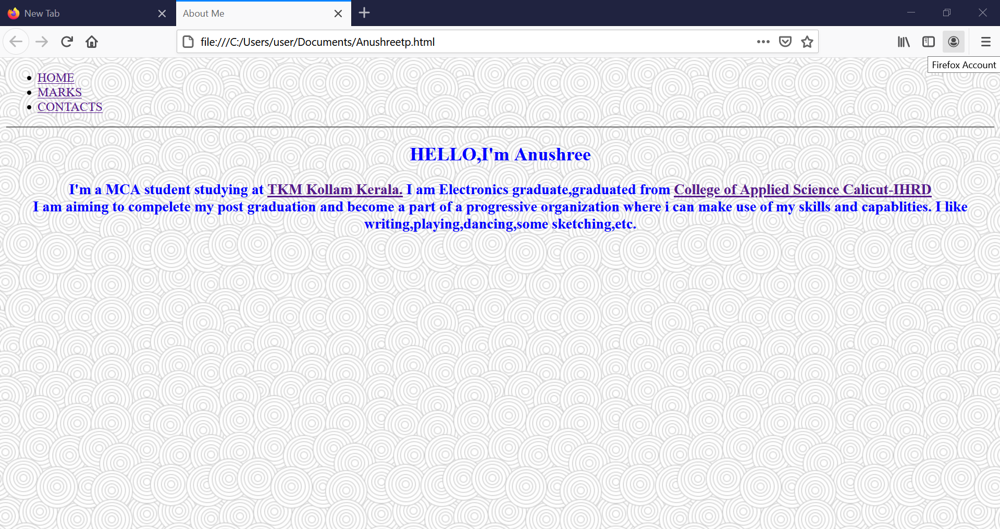 New Tab
About Me
file:///C:/Users/user/Documents/Anushreetp.html
Firefox Account
HOME
MARKS
CONTACTS
HELLO,I'm Anushree
I'm a MCA student studying at TKM Kollam Kerala. I am Electronics graduate,graduated from College of Applied Science Calicut-IHRD
I am aiming to compelete my post graduation and become a part of a progressive organization where i can make use of my skills and capablities. I like
writing,playing,dancing,some sketching,etc.